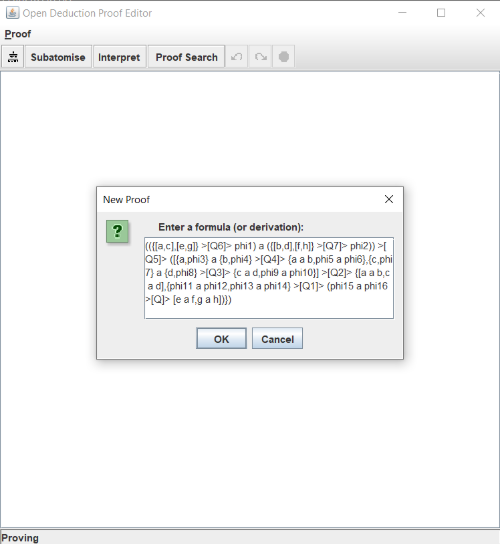 Open Deduction Proof Editor
Proof
Subatomise Interpret Proof Search
New Proof
Enter a formula (or derivation):
(({[a,c],[e,g]} >[Q6]> phi1) a ({[b,d],[f,h]} >[Q7]> phi2)) >[
Q5]> ([{a,phi3} a {b,phi4} >[Q4]> {a a b,phi5 a phi6},{c,phi
7} a {d,phi8} >[Q3]> {c a d,phi9 a phi10}] >[Q2]> {[a a b,c
a d],{phi11 a phi12,phi13 a phi14} >[Q1]> (phi15 a phi16
>[Q]> [e a f,g a h])})
OK Cancel
Proving